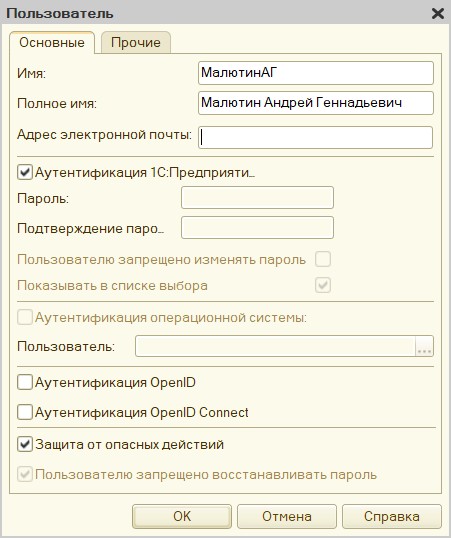 Пользователь
Основные Прочие
Имя: МалютинАГ
Полное имя: Малютин Андрей Геннадьевич
Адрес электронной почты:
Аутентификация 1С:Предприяти...
Пароль:
Подтверждение паро...
Пользователю запрещено изменять пароль
Показывать в списке выбора
Аутентификация операционной системы:
Пользователь: ...
Аутентификация OpenID
Аутентификация OpenID Connect
Защита от опасных действий
Пользователю запрещено восстанавливать пароль
OK Отмена Справка